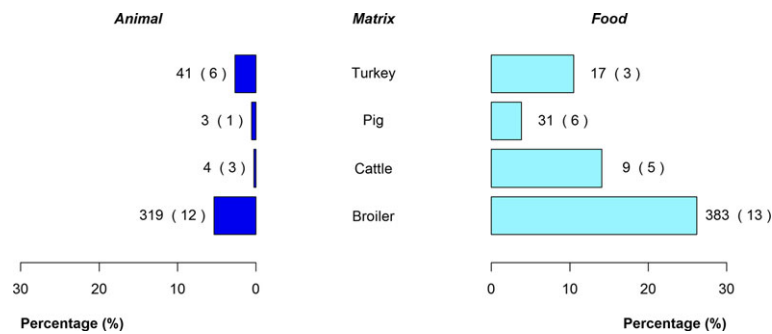 Animal Matrix Food
41 ( 6 ) Turkey 17 ( 3 )
3 ( 1 ) Pig 31 ( 6 )
4 ( 3 ) Cattle 9 ( 5 )
319 ( 12 ) Broiler 383 ( 13 )
30 20 10 0 0 10 20 30
Percentage (%) Percentage (%)